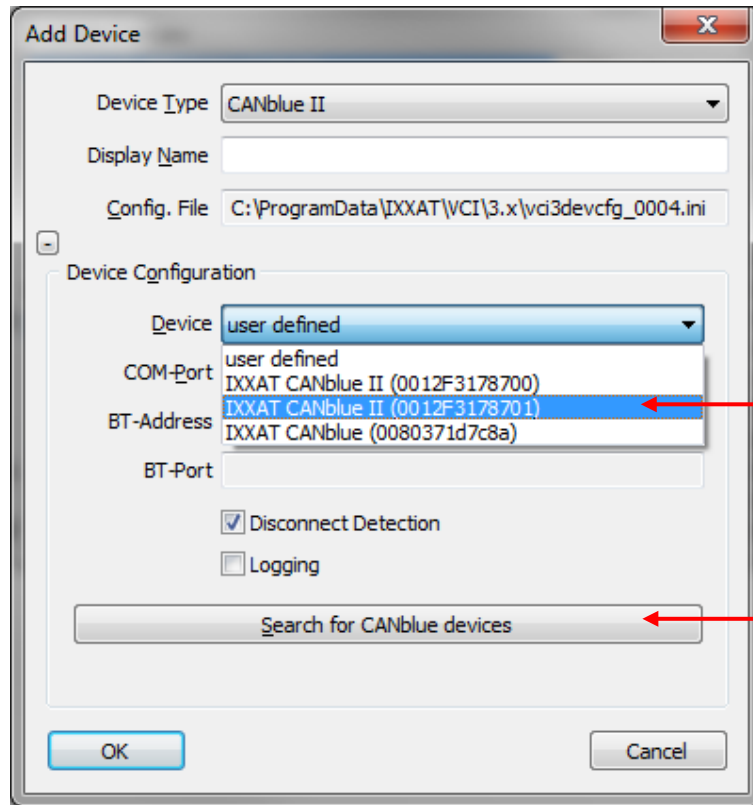 Add Device
Device Type CANblue II
Display Name
Config. File C:\ProgramData\IXXAT\VCI\3.x\vci3devcfg_0004.ini
Device Configuration
Device user defined
user defined
COM-Port IXXAT CANblue II (0012F3178700)
IXXAT CANblue II (0012F3178701)
BT-Address IXXAT CANblue (0080371d7c8a)
BT-Port
Disconnect Detection
Logging
Search for CANblue devices
OK Cancel